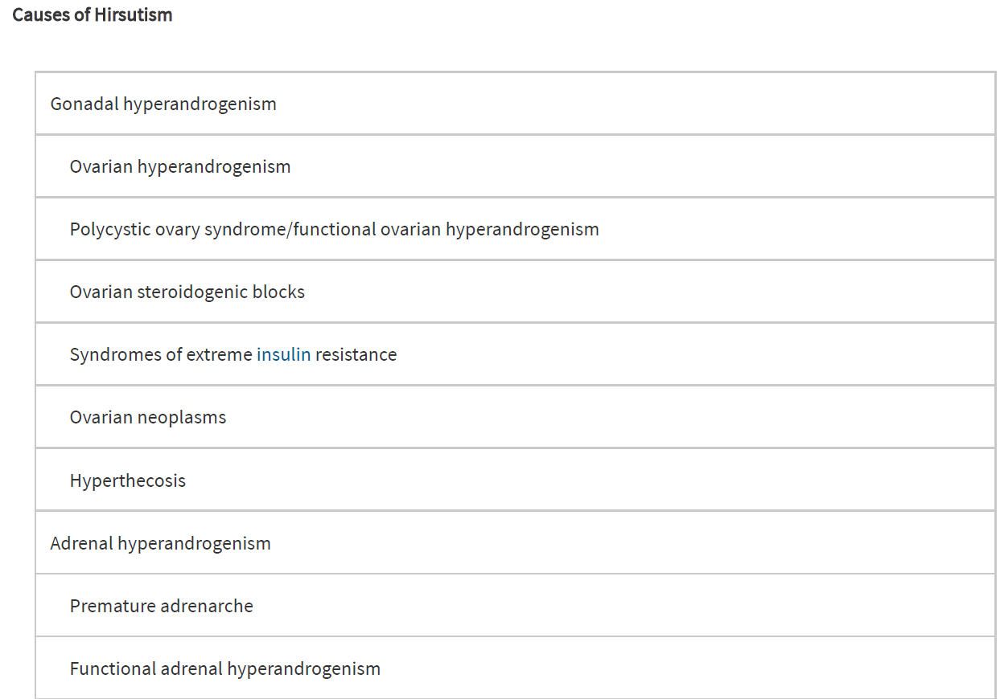 Causes of Hirsutism
Gonadal hyperandrogenism
Ovarian hyperandrogenism
Polycystic ovary syndrome/functional ovarian hyperandrogenism
Ovarian steroidogenic blocks
Syndromes of extreme insulin resistance
Ovarian neoplasms
Hyperthecosis
Adrenal hyperandrogenism
Premature adrenarche
Functional adrenal hyperandrogenism